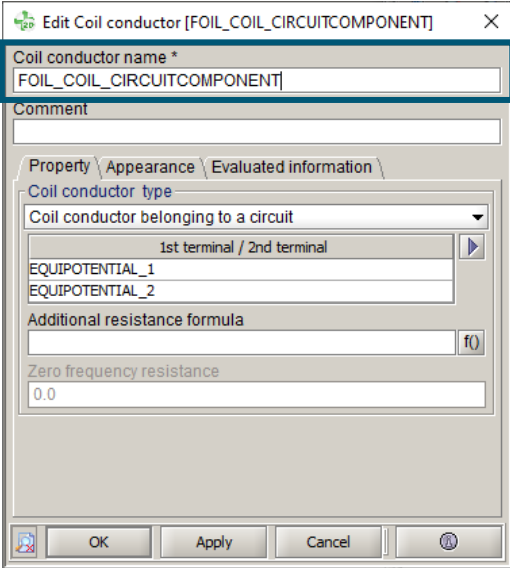 2D Edit Coil conductor [FOIL_COIL_CIRCUITCOMPONENT]
Coil conductor name *
FOIL_COIL_CIRCUITCOMPONENT
Comment
Property Appearance Evaluated information
Coil conductor type
Coil conductor belonging to a circuit
1st terminal / 2nd terminal
EQUIPOTENTIAL_1
EQUIPOTENTIAL_2
Additional resistance formula
f()
Zero frequency resistance
0.0
OK Apply Cancel